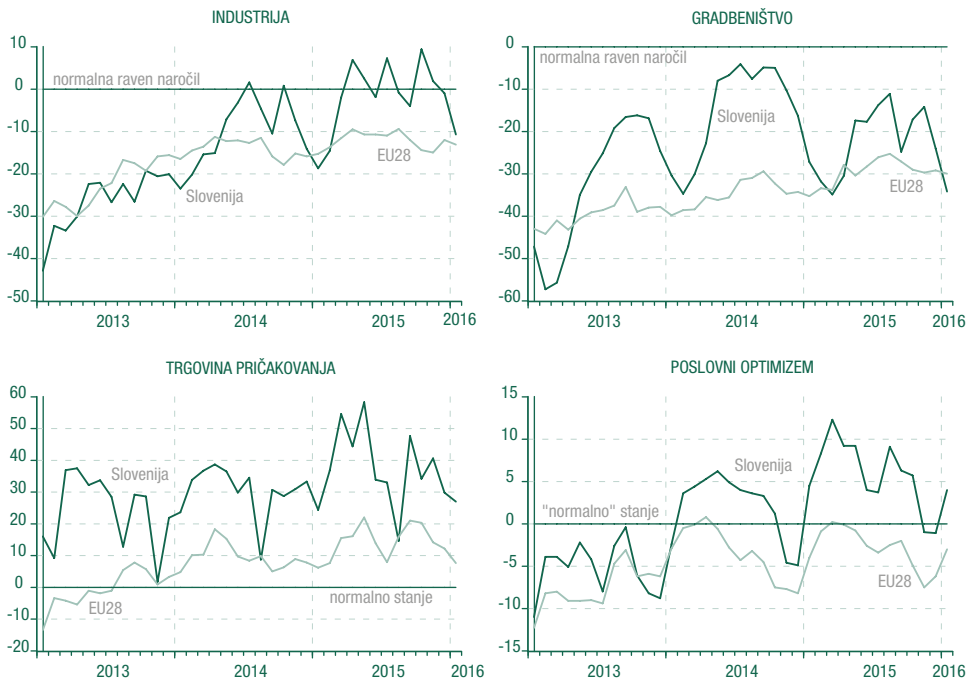 INDUSTRIJA
10
0
-10
-20
-30
-40
-50
normalna raven naročil
EU28
Slovenija
2013
2014
2015
2016
GRADBENIŠTVO
0
-10
-20
-30
-40
-50
-60
normalna raven naročil
Slovenija
EU28
2013
2014
2015
2016
TRGOVINA PRIČAKOVANJA
60
50
40
30
20
10
0
-10
-20
Slovenija
EU28
normalno stanje
2013
2014
2015
2016
POSLOVNI OPTIMIZEM
15
10
5
0
-5
-10
-15
Slovenija
"normalno" stanje
EU28
2013
2014
2015
2016